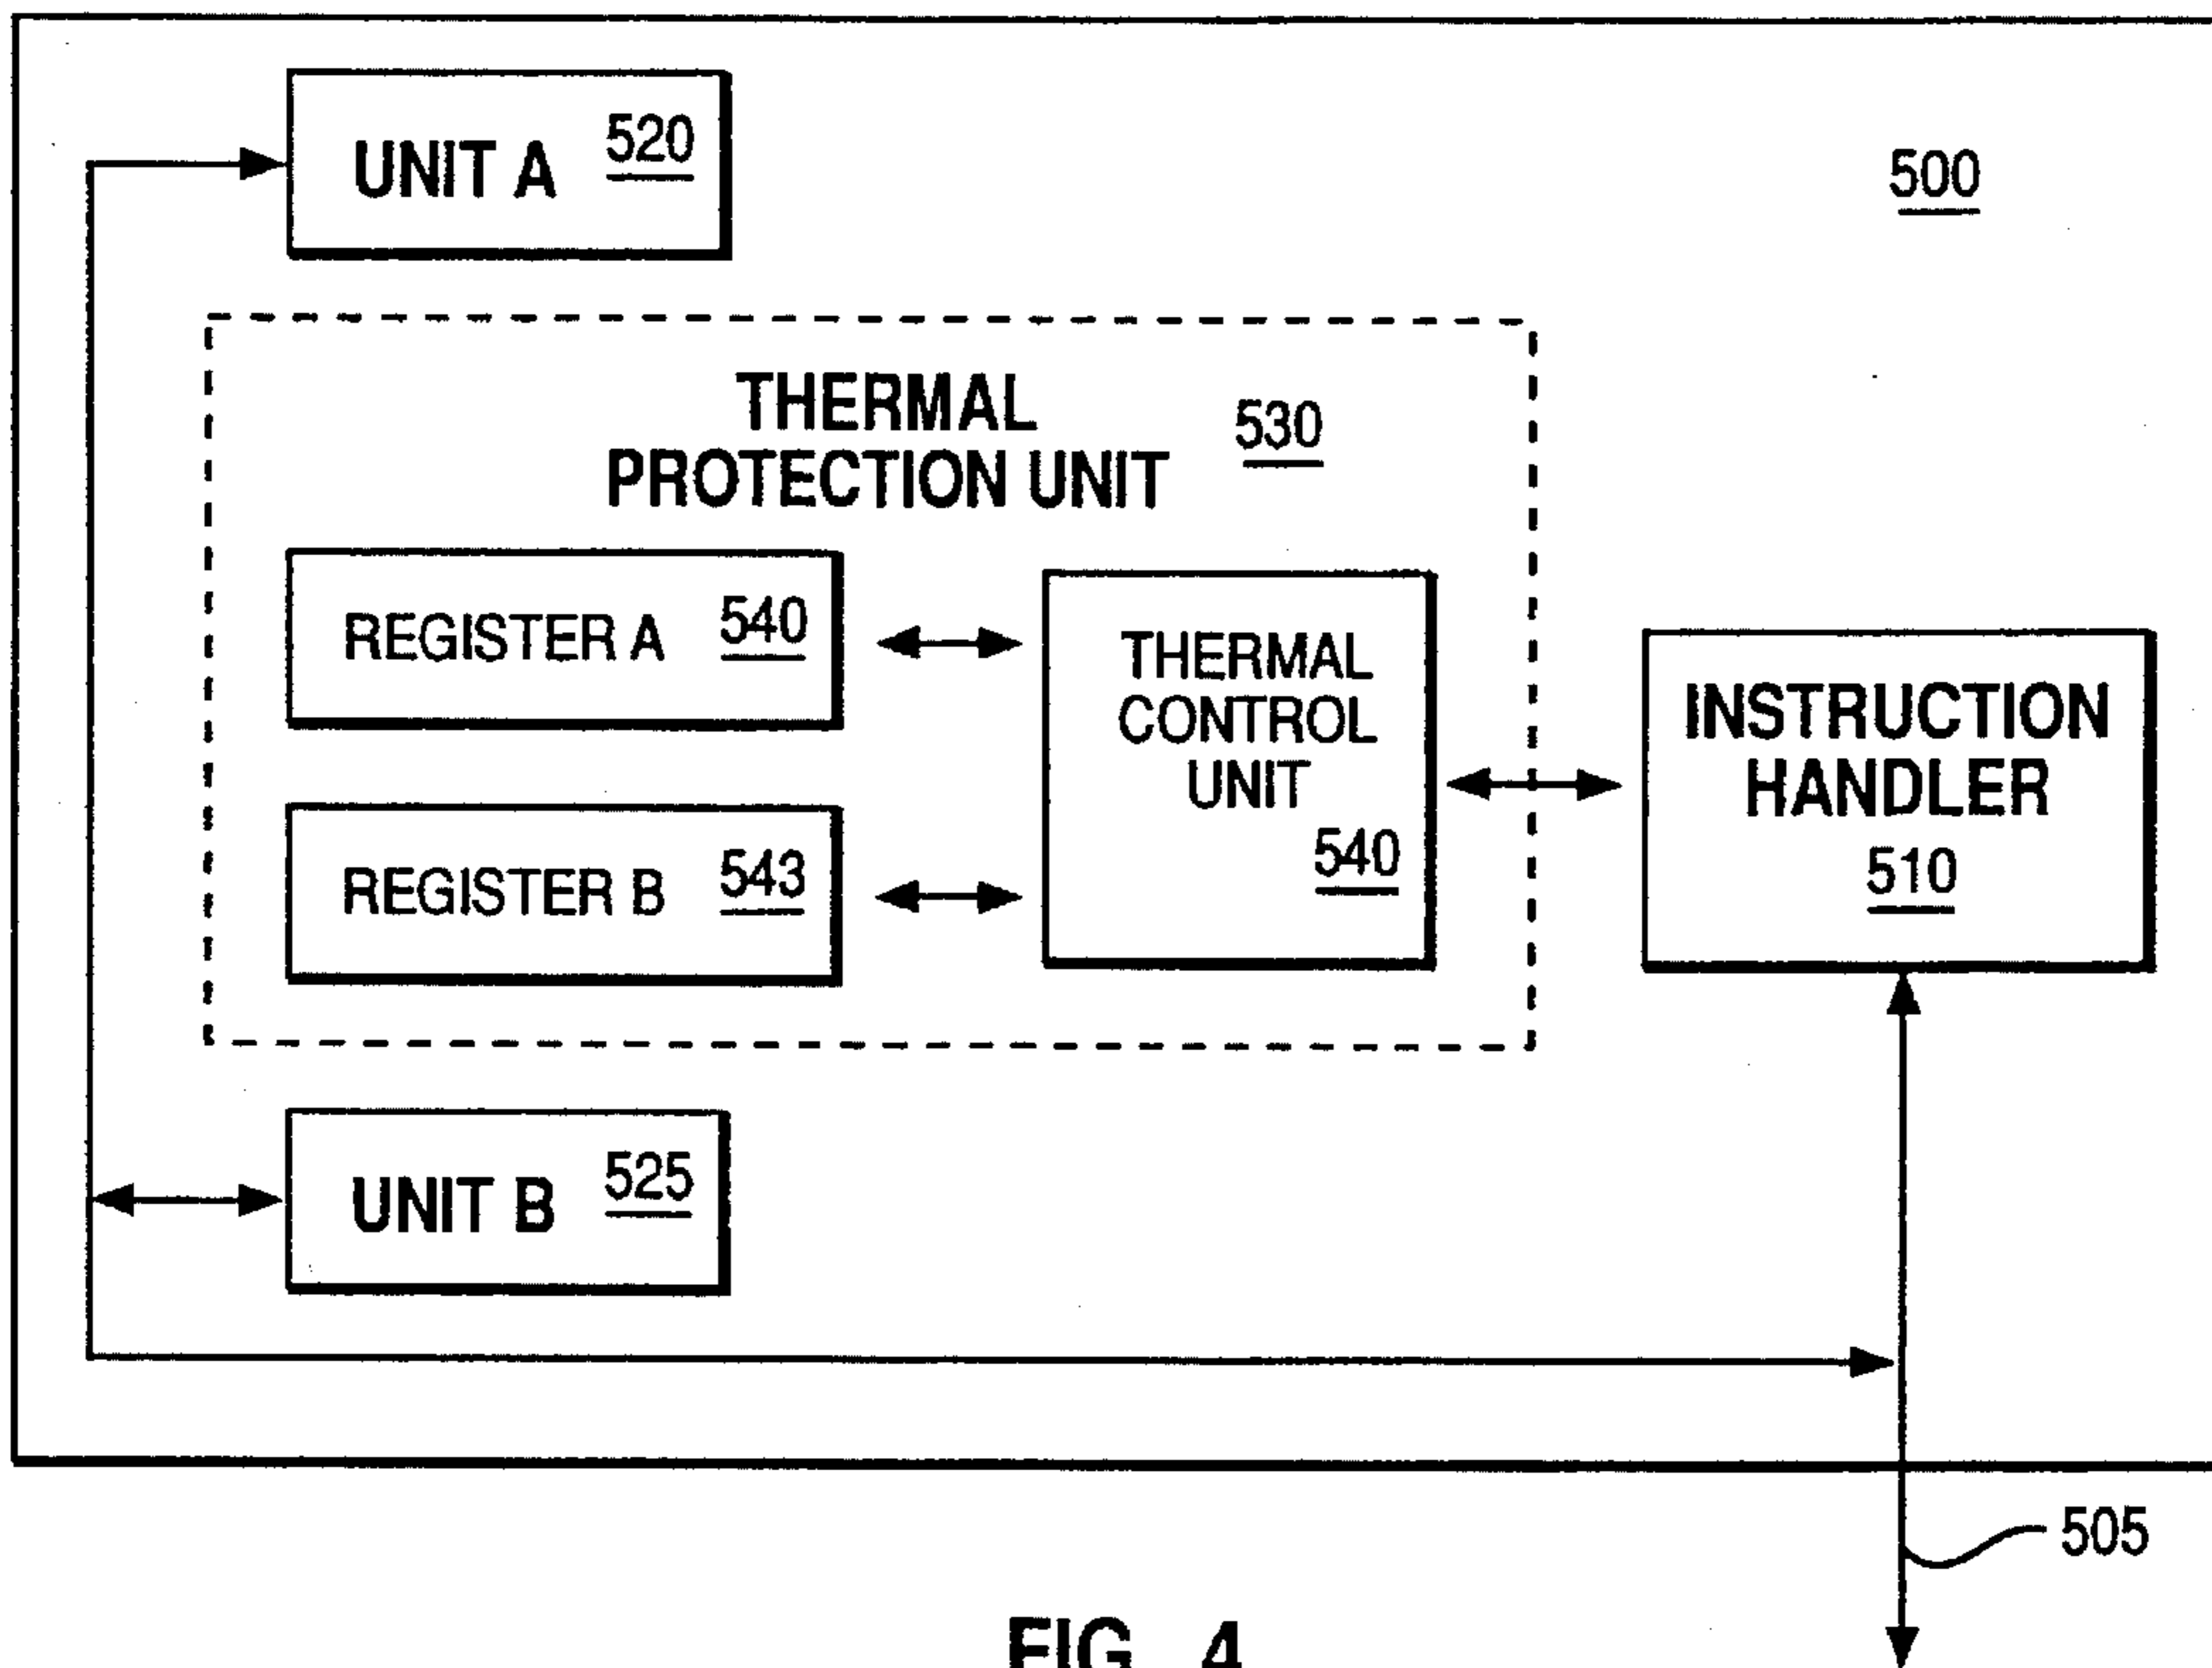 UNIT A 520
500
THERMAL
PROTECTION UNIT 530
REGISTER A 540
THERMAL
CONTROL
UNIT
540
REGISTER B 543
INSTRUCTION
HANDLER
510
UNIT B 525
505
FIG. 4